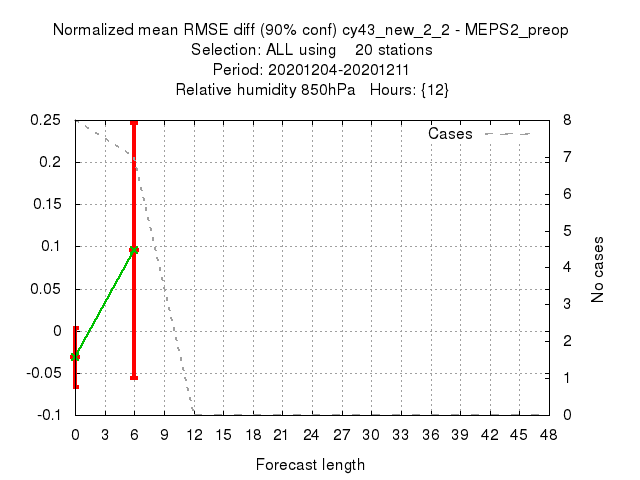 Normalized mean RMSE diff (90% conf) cy43_new_2_2 - MEPS2_preop
Selection: ALL using    20 stations
Period: 20201204-20201211
Relative humidity 850hPa   Hours: {12}
Cases
0.25
0.2
0.15
0.1
0.05
0
-0.05
-0.1
8
7
6
5
4
3
2
1
0
No cases
0 3 6 9 12 15 18 21 24 27 30 33 36 39 42 45 48
Forecast length